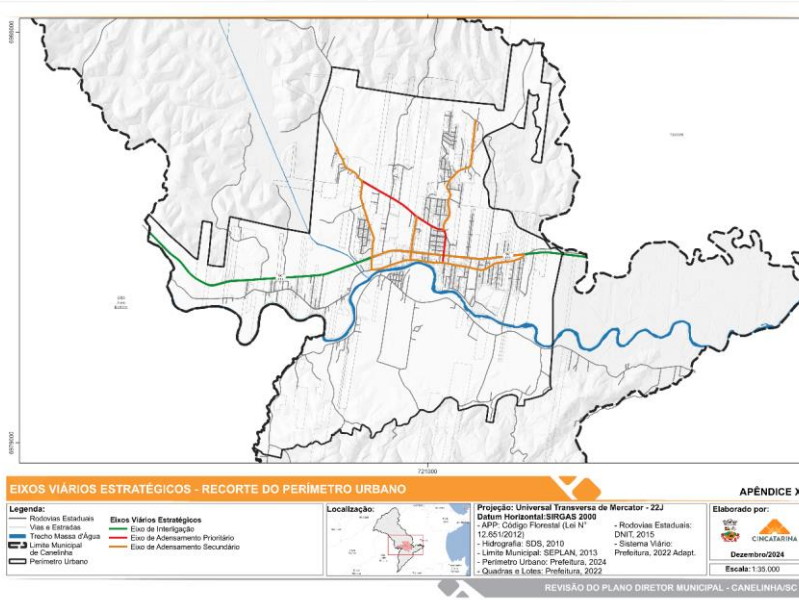 721000
EIXOS VIÁRIOS ESTRATÉGICOS - RECORTE DO PERÍMETRO URBANO
APÊNDICE X
Legenda:
Rodovias Estaduais
Vias e Estradas
Trecho Massa D'Água
Limite Municipal
de Canelinha
Perímetro Urbano
Eixos Viários Estratégicos
Eixo de Interligação
Eixo de Adensamento Prioritário
Eixo de Adensamento Secundário
Localização:
Projeção: Universal Transversa de Mercator - 22J
Datum Horizontal:SIRGAS 2000
- APP: Código Florestal (Lei N°
12.651/2012)
- Hidrografia: SDS, 2010
- Limite Municipal: SEPLAN, 2013
- Perímetro Urbano: Prefeitura, 2024
- Quadras e Lotes: Prefeitura, 2022
- Rodovias Estaduais:
DNIT, 2015
- Sistema Viário:
Prefeitura, 2022 Adapt.
Elaborado por:
CINCATARINA
Dezembro/2024
Escala: 1:35.000
REVISÃO DO PLANO DIRETOR MUNICIPAL - CANELINHA/SC